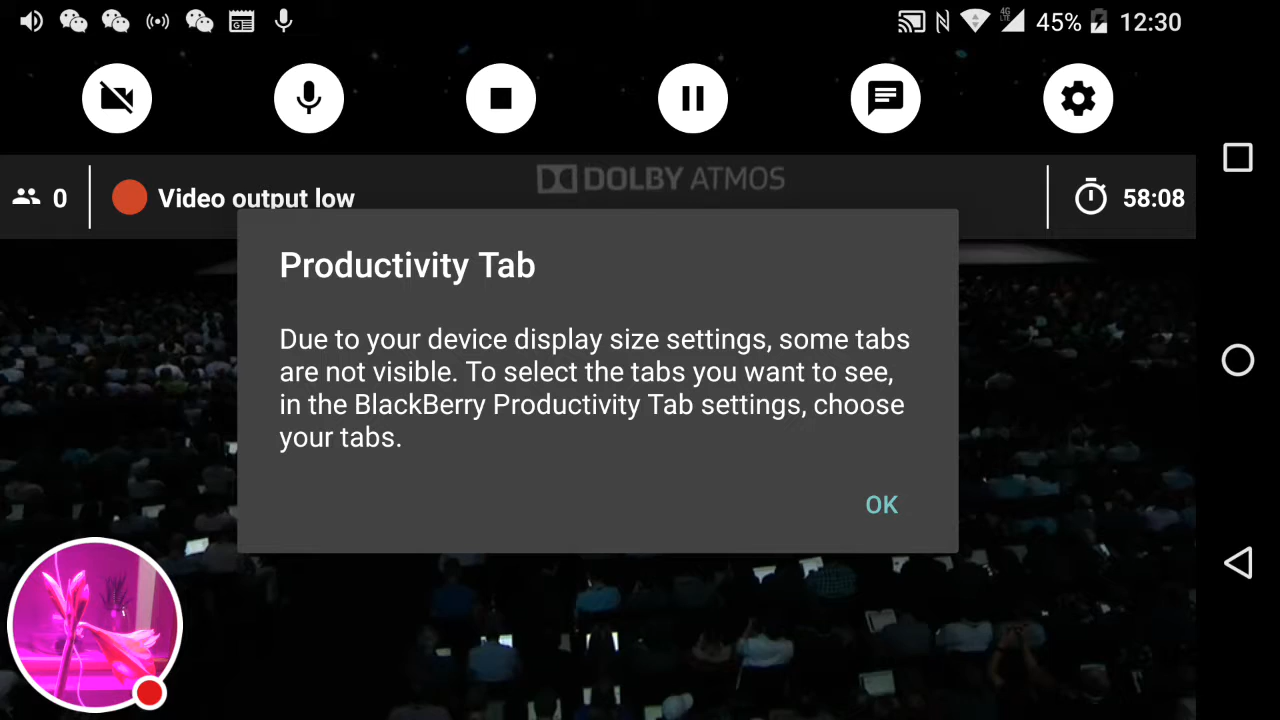 4G
LTE
45%
12:30
0
Video output low
DOLBY ATMOS
58:08
Productivity Tab
Due to your device display size settings, some tabs
are not visible. To select the tabs you want to see,
in the BlackBerry Productivity Tab settings, choose
your tabs.
OK